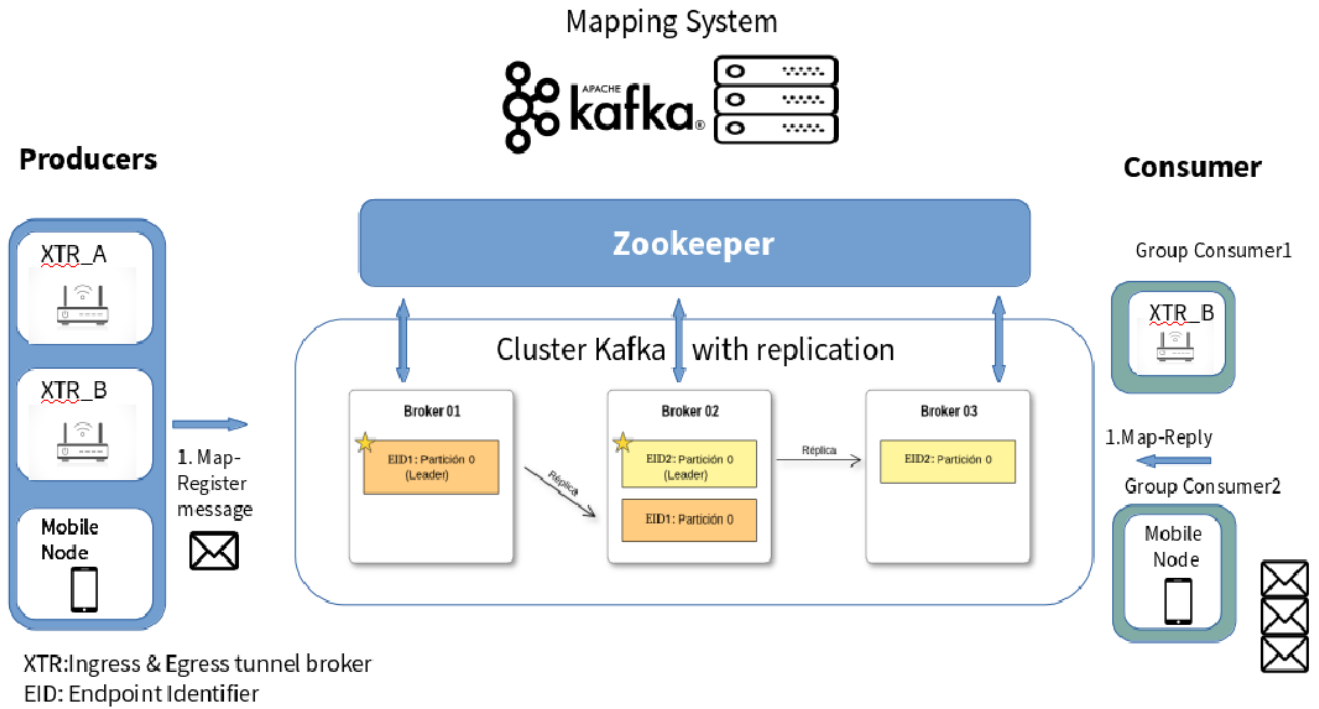 Mapping System
APACHE
kafka®
Producers
Consumer
XTR_A
Zookeeper
Group Consumer1
XTR_B
Cluster Kafka with replication
XTR_B
Broker 01
Broker 02
Broker 03
EID1: Partición 0
(Leader)
EID2: Partición 0
(Leader)
EID2: Partición 0
Réplica
Réplica
EID1: Partición 0
1. Map-
Register
message
1.Map-Reply
Group Consumer2
Mobile
Node
Mobile
Node
XTR:Ingress & Egress tunnel broker
EID: Endpoint Identifier